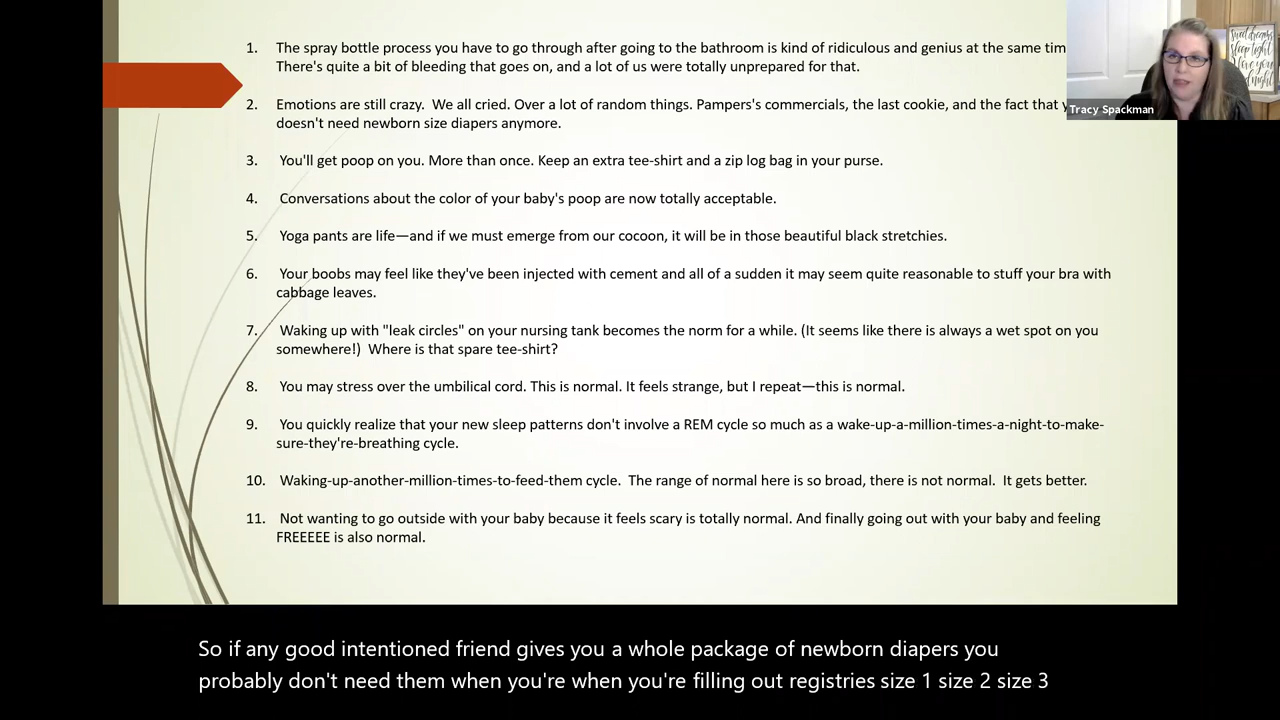 1. The spray bottle process you have to go through after going to the bathroom is kind of ridiculous and genius at the same tim
There's quite a bit of bleeding that goes on, and a lot of us were totally unprepared for that.
2. Emotions are still crazy.  We all cried. Over a lot of random things. Pampers's commercials, the last cookie, and the fact that y
doesn't need newborn size diapers anymore.
3. You'll get poop on you. More than once. Keep an extra tee-shirt and a zip log bag in your purse.
4. Conversations about the color of your baby's poop are now totally acceptable.
5. Yoga pants are life—and if we must emerge from our cocoon, it will be in those beautiful black stretchies.
6. Your boobs may feel like they've been injected with cement and all of a sudden it may seem quite reasonable to stuff your bra with
cabbage leaves.
7. Waking up with "leak circles" on your nursing tank becomes the norm for a while. (It seems like there is always a wet spot on you
somewhere!)  Where is that spare tee-shirt?
8. You may stress over the umbilical cord. This is normal. It feels strange, but I repeat—this is normal.
9. You quickly realize that your new sleep patterns don't involve a REM cycle so much as a wake-up-a-million-times-a-night-to-make-
sure-they're-breathing cycle.
10. Waking-up-another-million-times-to-feed-them cycle.  The range of normal here is so broad, there is not normal.  It gets better.
11. Not wanting to go outside with your baby because it feels scary is totally normal. And finally going out with your baby and feeling
FREEEEE is also normal.
Tracy Spackman
sweet dreams
sleep tight
I love you
goodnight
So if any good intentioned friend gives you a whole package of newborn diapers you
probably don't need them when you're when you're filling out registries size 1 size 2 size 3